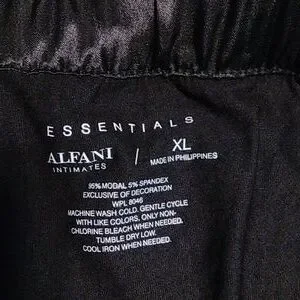 ESSENTIALS
ALFANI / XL
INTIMATES MADE IN PHILIPPINES
95% MODAL 5% SPANDEX
EXCLUSIVE OF DECORATION
WPL 8046
MACHINE WASH COLD. GENTLE CYCLE
WITH LIKE COLORS. ONLY NON-
CHLORINE BLEACH WHEN NEEDED.
TUMBLE DRY LOW.
COOL IRON WHEN NEEDED.